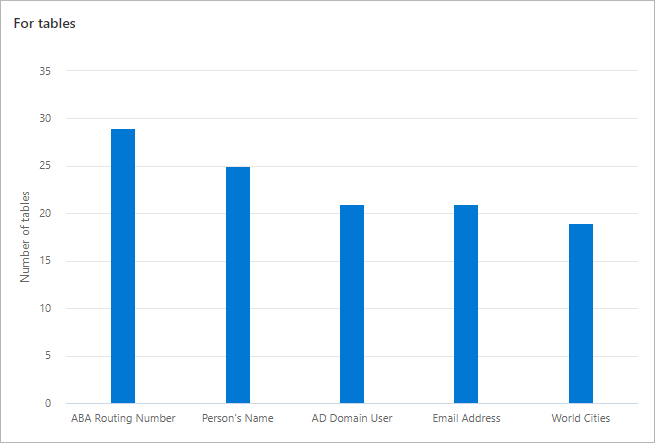 For tables
35
30
25
20
15
10
5
0
Number of tables
ABA Routing Number
Person's Name
AD Domain User
Email Address
World Cities